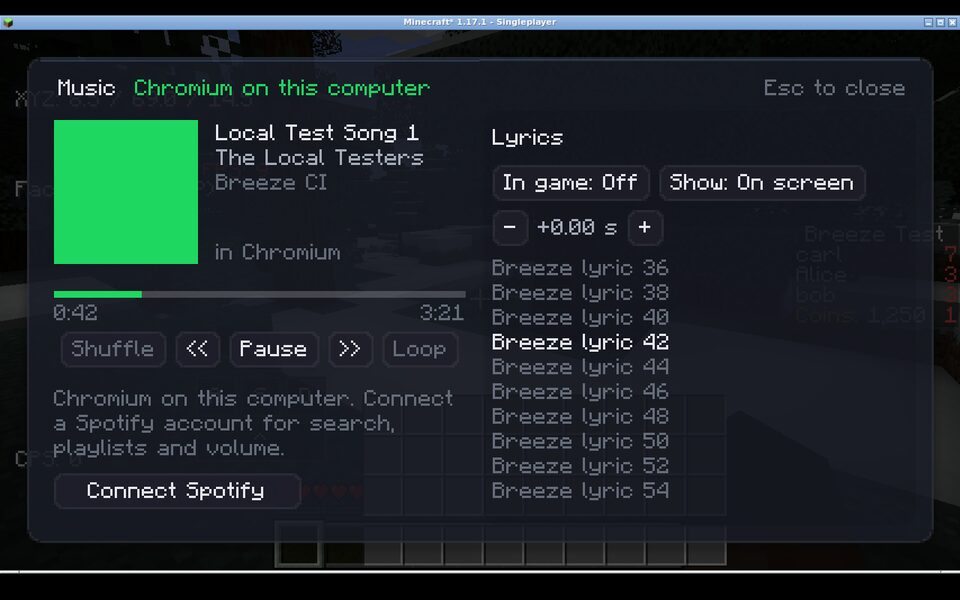 Minecraft* 1.17.1 - Singleplayer
Music Chromium on this computer
Esc to close
Local Test Song 1
The Local Testers
Breeze CI
in Chromium
0:42
3:21
Shuffle
<<
Pause
>>
Loop
Chromium on this computer. Connect
a Spotify account for search,
playlists and volume.
Connect Spotify
Lyrics
In game: Off
Show: On screen
-
+0.00 s
+
Breeze lyric 36
Breeze lyric 38
Breeze lyric 40
Breeze lyric 42
Breeze lyric 44
Breeze lyric 46
Breeze lyric 48
Breeze lyric 50
Breeze lyric 52
Breeze lyric 54
Breeze Test
carl 7
Alice
bob
Coins: 1,250 1